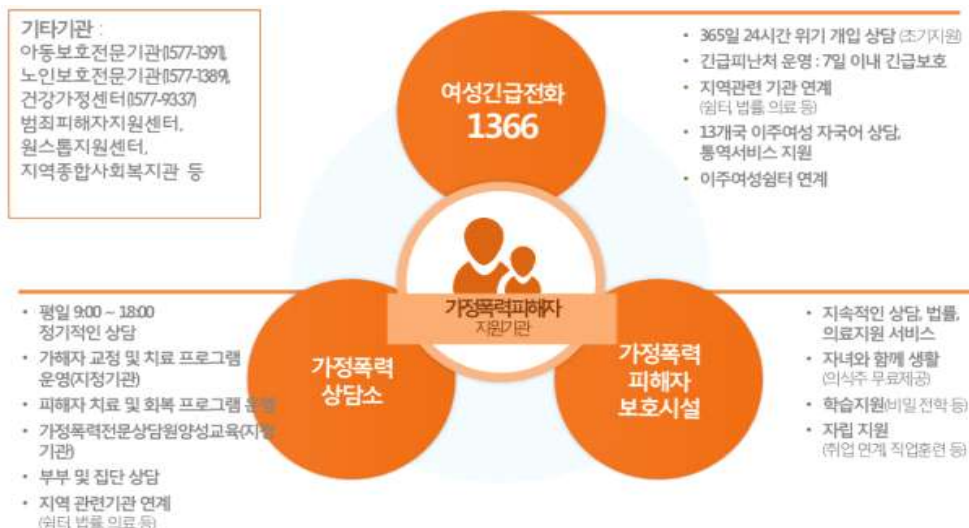 기타기관 :
아동보호전문기관(1577-1391),
노인보호전문기관(1577-1389),
건강가정센터(1577-9337)
범죄피해자지원센터,
원스톱지원센터,
지역종합사회복지관 등
여성긴급전화
1366
• 365일 24시간 위기 개입 상담 (초기지원)
• 긴급피난처 운영 : 7일 이내 긴급보호
• 지역관련 기관 연계
(쉼터, 법률, 의료 등)
• 13개국 이주여성 자국어 상담,
통역서비스 지원
• 이주여성쉼터 연계
가정폭력피해자
지원기관
• 평일 9:00 ~ 18:00
정기적인 상담
• 가해자 교정 및 치료 프로그램
운영(지정기관)
• 피해자 치료 및 회복 프로그램 운영
• 가정폭력전문상담원양성교육(지정
기관)
• 부부 및 집단 상담
• 지역 관련기관 연계
(쉼터, 법률, 의료 등)
가정폭력
상담소
가정폭력
피해자
보호시설
• 지속적인 상담, 법률,
의료지원 서비스
• 자녀와 함께 생활
(의식주 무료제공)
• 학습지원(비밀 전학 등)
• 자립 지원
(취업 연계, 직업훈련 등)